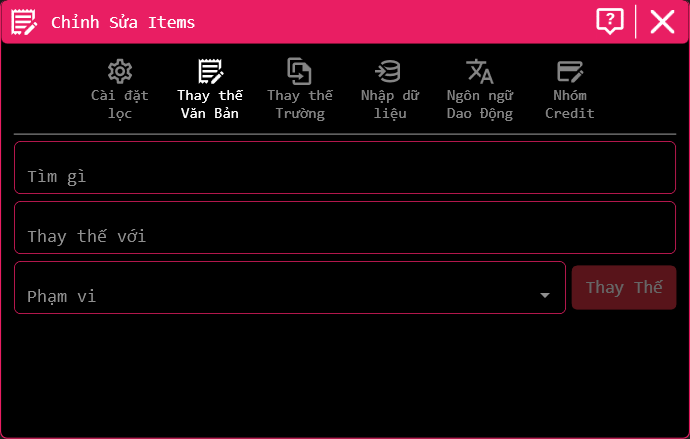 Chỉnh Sửa Items
Cài đặt
lọc
Thay thế
Văn Bản
Thay thế
Trường
Nhập dữ
liệu
Ngôn ngữ
Dao Động
Nhóm
Credit
Tìm gì
Thay thế với
Phạm vi
Thay Thế